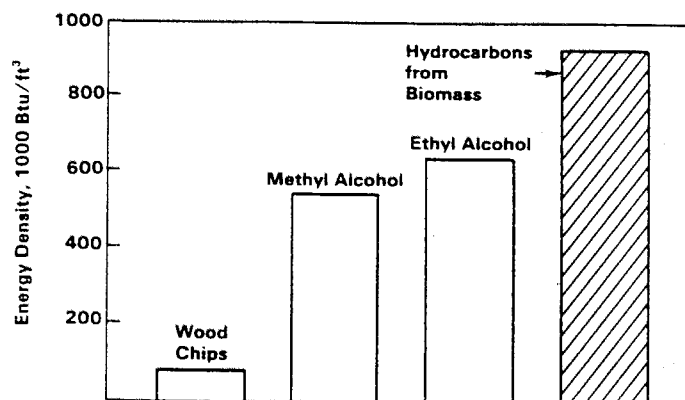 Energy Density, 1000 Btu/ft³
1000
800
600
400
200
Wood
Chips
Methyl Alcohol
Ethyl Alcohol
Hydrocarbons
from
Biomass